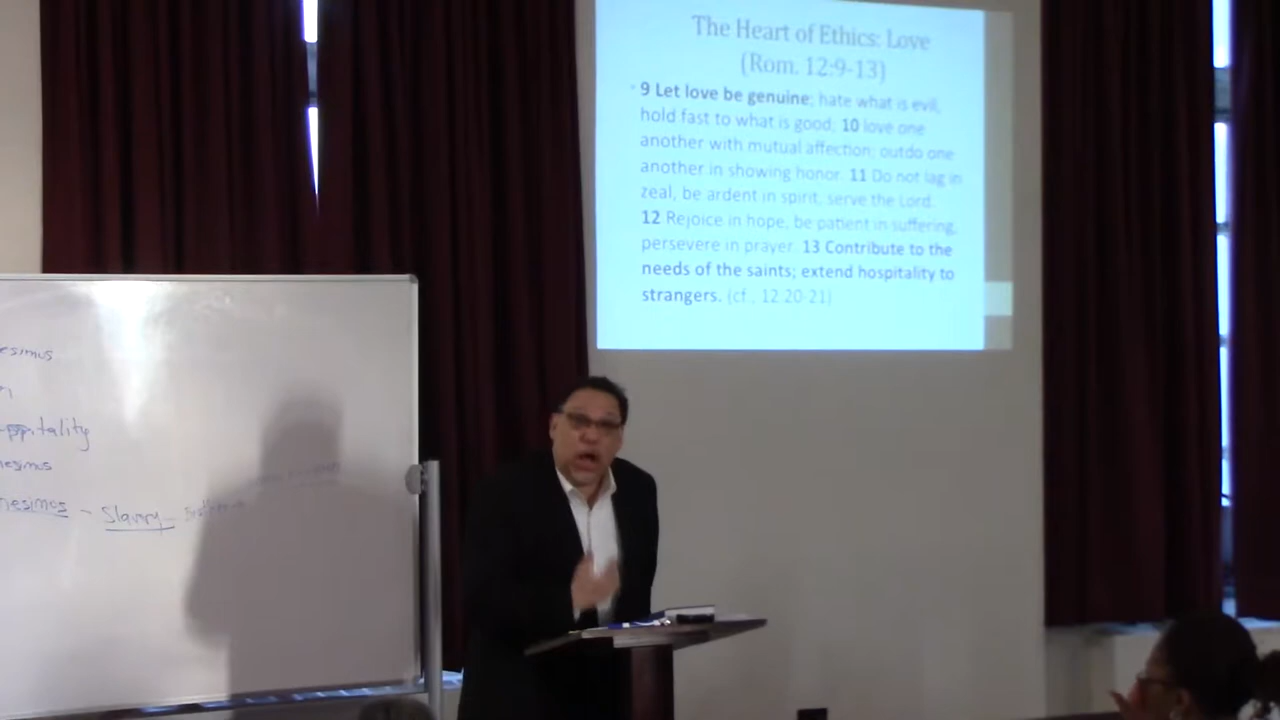 The Heart of Ethics: Love
(Rom. 12:9-13)
9 Let love be genuine; hate what is evil,
hold fast to what is good; 10 love one
another with mutual affection; outdo one
another in showing honor. 11 Do not lag in
zeal, be ardent in spirit, serve the Lord.
12 Rejoice in hope, be patient in suffering,
persevere in prayer. 13 Contribute to the
needs of the saints; extend hospitality to
strangers. (cf., 12:20-21)
esimus
pitality
nesimus
nesimos - Slavery -